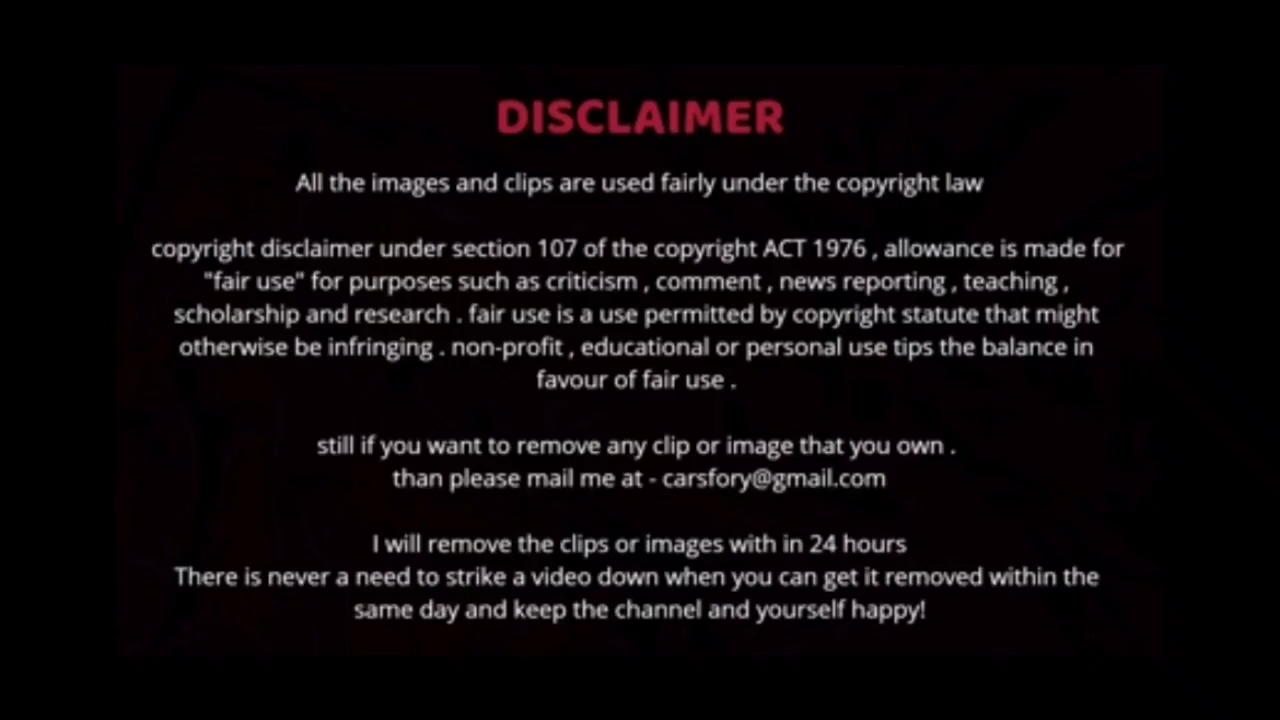 DISCLAIMER
All the images and clips are used fairly under the copyright law
copyright disclaimer under section 107 of the copyright ACT 1976 , allowance is made for
"fair use" for purposes such as criticism , comment , news reporting , teaching ,
scholarship and research . fair use is a use permitted by copyright statute that might
otherwise be infringing . non-profit , educational or personal use tips the balance in
favour of fair use .
still if you want to remove any clip or image that you own .
than please mail me at - carsfory@gmail.com
I will remove the clips or images with in 24 hours
There is never a need to strike a video down when you can get it removed within the
same day and keep the channel and yourself happy!